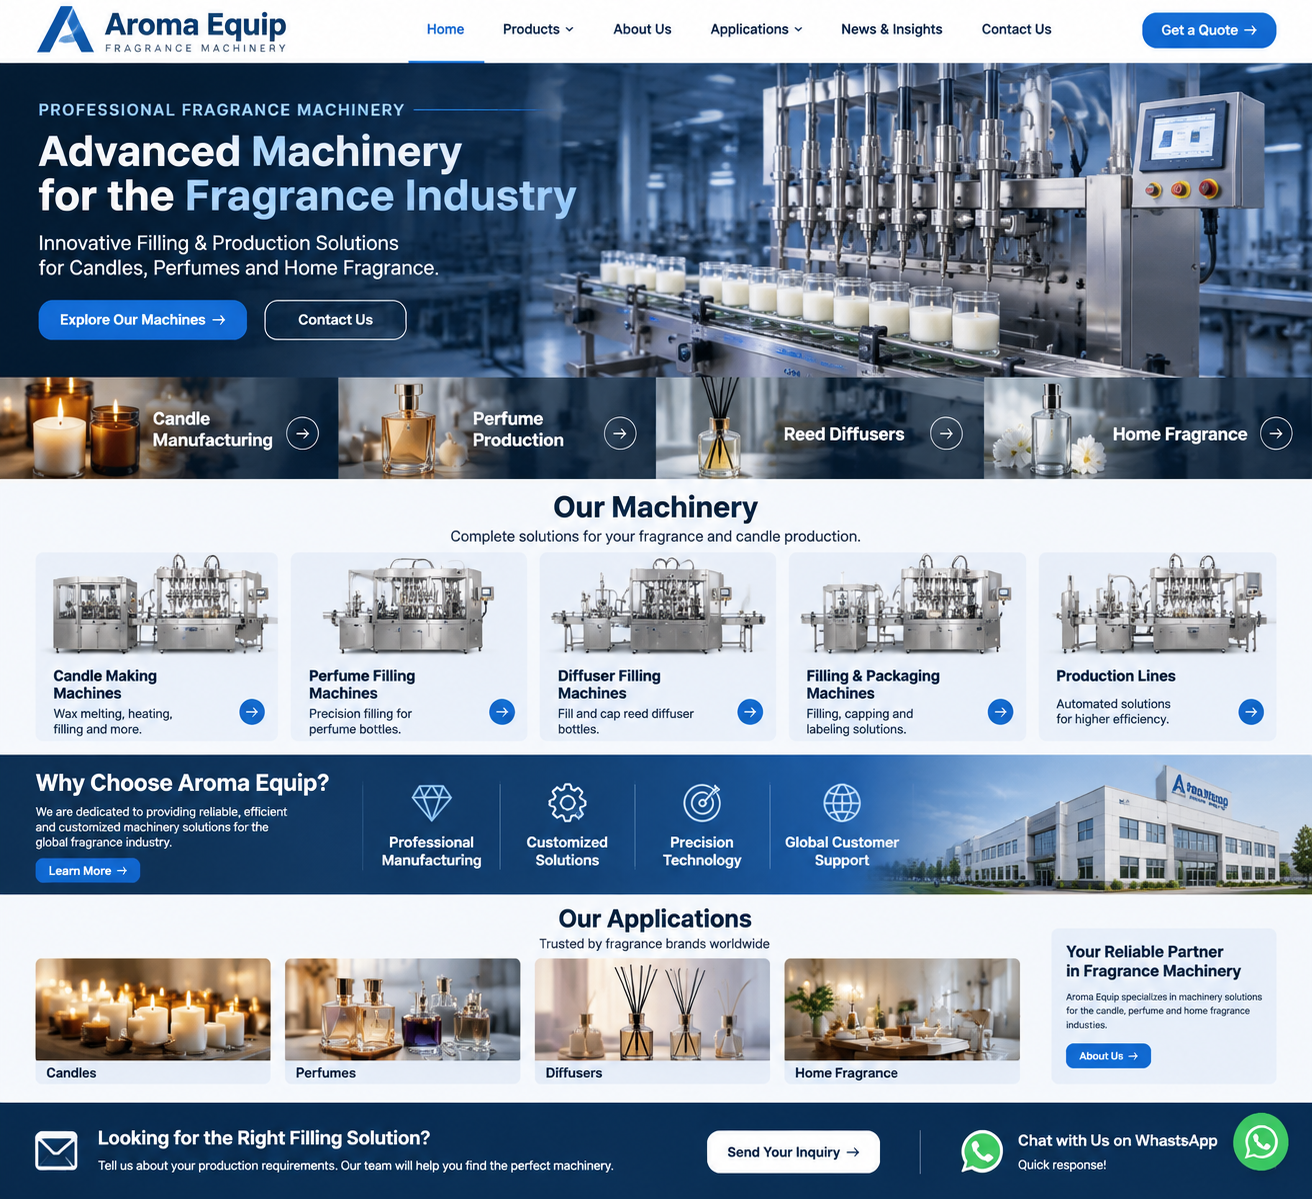 Aroma Equip
FRAGRANCE MACHINERY
Home
Products
About Us
Applications
News & Insights
Contact Us
Get a Quote →
PROFESSIONAL FRAGRANCE MACHINERY
Advanced Machinery
for the Fragrance Industry
Innovative Filling & Production Solutions
for Candles, Perfumes and Home Fragrance.
Explore Our Machines →
Contact Us
Candle
Manufacturing
Perfume
Production
Reed Diffusers
Home Fragrance
Our Machinery
Complete solutions for your fragrance and candle production.
Candle Making
Machines
Wax melting, heating,
filling and more.
Perfume Filling
Machines
Precision filling for
perfume bottles.
Diffuser Filling
Machines
Fill and cap reed diffuser
bottles.
Filling & Packaging
Machines
Filling, capping and
labeling solutions.
Production Lines
Automated solutions
for higher efficiency.
Why Choose Aroma Equip?
We are dedicated to providing reliable, efficient
and customized machinery solutions for the
global fragrance industry.
Learn More →
Professional
Manufacturing
Customized
Solutions
Precision
Technology
Global Customer
Support
Our Applications
Trusted by fragrance brands worldwide
Candles
Perfumes
Diffusers
Home Fragrance
Your Reliable Partner
in Fragrance Machinery
Aroma Equip specializes in machinery solutions
for the candle, perfume and home fragrance
industies.
About Us →
Looking for the Right Filling Solution?
Tell us about your production requirements. Our team will help you find the perfect machinery.
Send Your Inquiry →
Chat with Us on WhastsApp
Quick response!